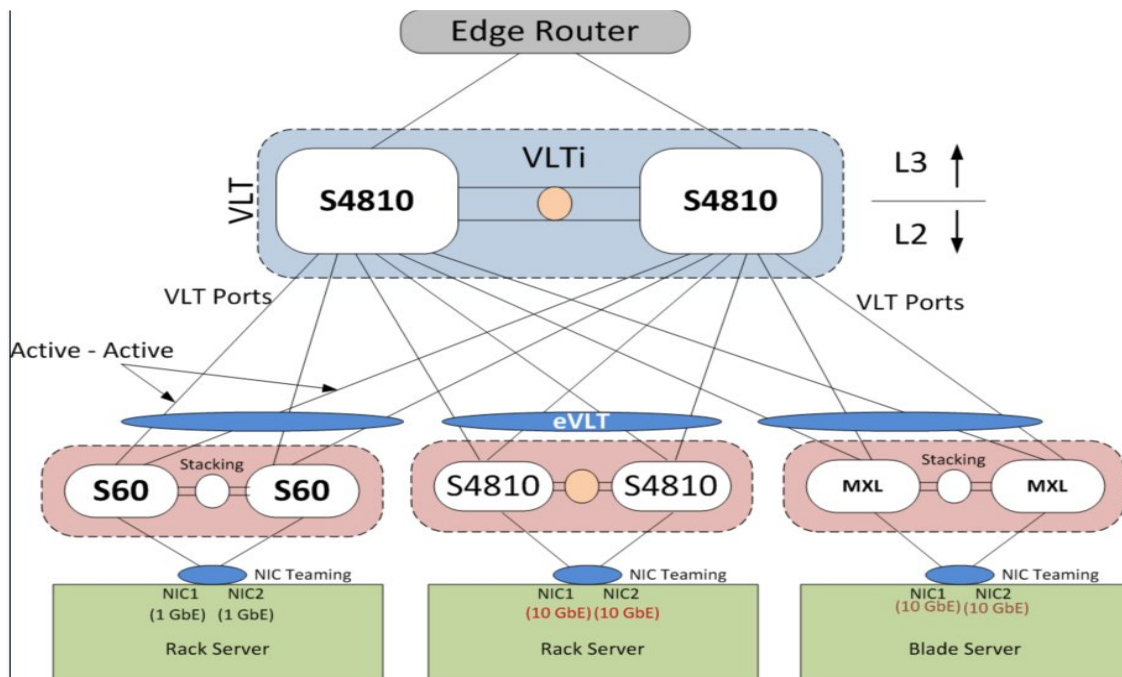 Edge Router
VLT
S4810
VLTi
S4810
L3
L2
VLT Ports
VLT Ports
Active - Active
eVLT
S60
Stacking
S60
S4810
S4810
MXL
Stacking
MXL
NIC Teaming
NIC Teaming
NIC Teaming
NIC1 NIC2
(1 GbE) (1 GbE)
Rack Server
NIC1 NIC2
(10 GbE) (10 GbE)
Rack Server
NIC1 NIC2
(10 GbE) (10 GbE)
Blade Server